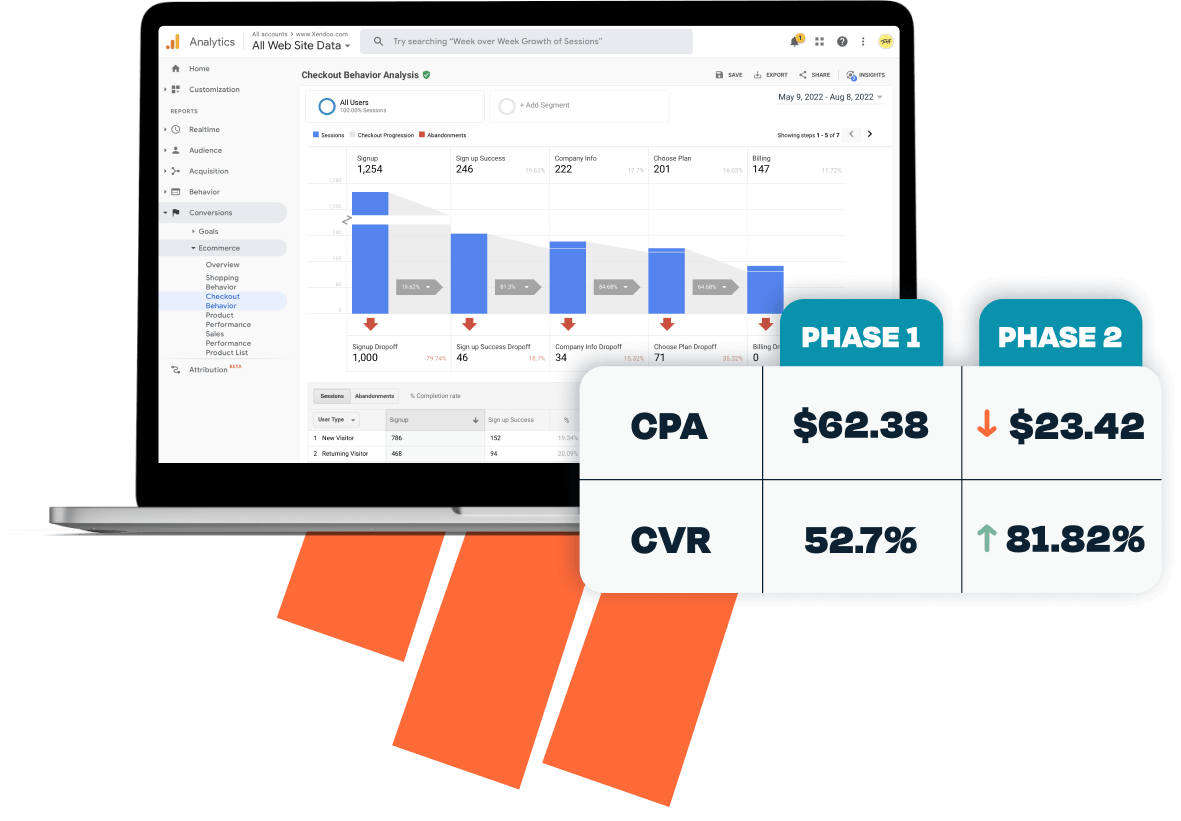 Analytics
All accounts > www.Xendoo.com
All Web Site Data
Try searching "Week over Week Growth of Sessions"
1
Home
Customization
REPORTS
Realtime
Audience
Acquisition
Behavior
Conversions
Goals
Ecommerce
Overview
Shopping
Behavior
Checkout
Behavior
Product
Performance
Sales
Performance
Product List
Attribution BETA
Checkout Behavior Analysis
SAVE
EXPORT
SHARE
INSIGHTS
All Users
100.00% Sessions
+ Add Segment
May 9, 2022 - Aug 8, 2022
Sessions
Checkout Progression
Abandonments
Showing steps 1 - 5 of 7
Signup
1,254
Sign up Success
246
19.62%
Company Info
222
17.7%
Choose Plan
201
16.03%
Billing
147
11.72%
19.62%
81.3%
84.68%
64.68%
Signup Dropoff
1,000
79.74%
Sign up Success Dropoff
46
18.7%
Company Info Dropoff
34
15.32%
Choose Plan Dropoff
71
35.32%
Billing
0
Sessions
Abandonments
% Completion rate
User Type
Signup
Sign up Success
%
1 New Visitor
786
152
19.34%
2 Returning Visitor
468
94
20.09%
PHASE 1
PHASE 2
CPA
$62.38
$23.42
CVR
52.7%
81.82%